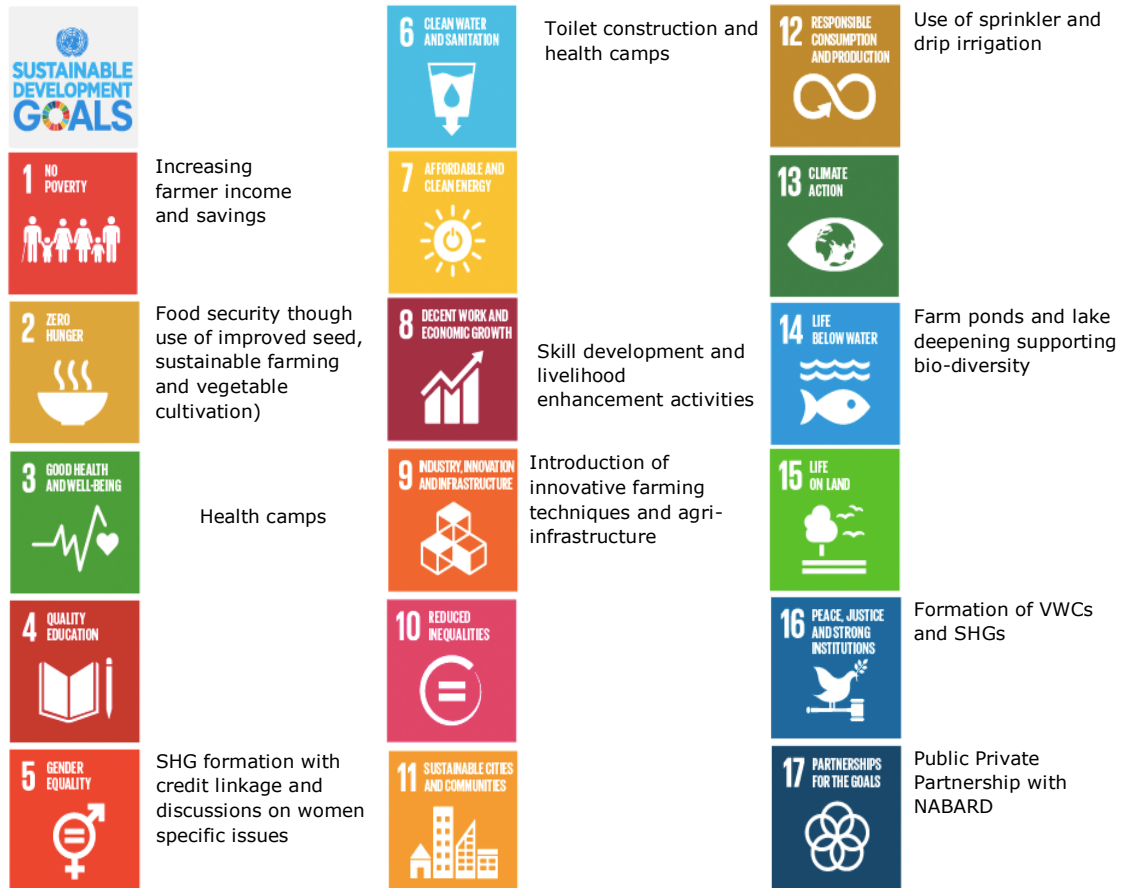 SUSTAINABLE
DEVELOPMENT
GOALS
1 NO
POVERTY
Increasing
farmer income
and savings
2 ZERO
HUNGER
Food security though
use of improved seed,
sustainable farming
and vegetable
cultivation)
3 GOOD HEALTH
AND WELL-BEING
Health camps
4 QUALITY
EDUCATION
5 GENDER
EQUALITY
SHG formation with
credit linkage and
discussions on women
specific issues
6 CLEAN WATER
AND SANITATION
Toilet construction and
health camps
7 AFFORDABLE AND
CLEAN ENERGY
8 DECENT WORK AND
ECONOMIC GROWTH
Skill development and
livelihood
enhancement activities
9 INDUSTRY, INNOVATION
AND INFRASTRUCTURE
Introduction of
innovative farming
techniques and agri-
infrastructure
10 REDUCED
INEQUALITIES
11 SUSTAINABLE CITIES
AND COMMUNITIES
12 RESPONSIBLE
CONSUMPTION
AND PRODUCTION
Use of sprinkler and
drip irrigation
13 CLIMATE
ACTION
14 LIFE
BELOW WATER
Farm ponds and lake
deepening supporting
bio-diversity
15 LIFE
ON LAND
16 PEACE, JUSTICE
AND STRONG
INSTITUTIONS
Formation of VWCs
and SHGs
17 PARTNERSHIPS
FOR THE GOALS
Public Private
Partnership with
NABARD